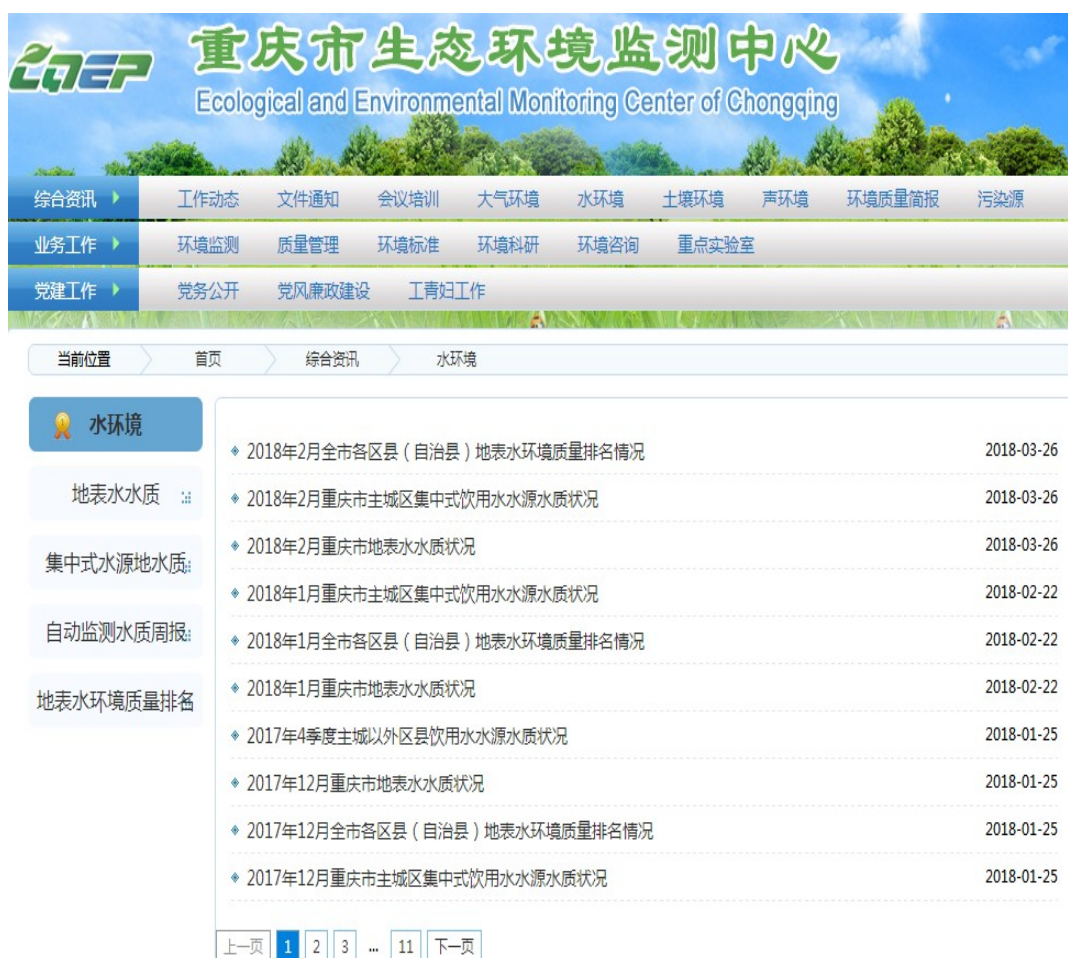 CQEP 重庆市生态环境监测中心
Ecological and Environmental Monitoring Center of Chongqing
综合资讯 工作动态 文件通知 会议培训 大气环境 水环境 土壤环境 声环境 环境质量简报 污染源
业务工作 环境监测 质量管理 环境标准 环境科研 环境咨询 重点实验室
党建工作 党务公开 党风廉政建设 工青妇工作
当前位置 首页 综合资讯 水环境
水环境
地表水水质
集中式水源地水质
自动监测水质周报
地表水环境质量排名
2018年2月全市各区县(自治县)地表水环境质量排名情况 2018-03-26
2018年2月重庆市主城区集中式饮用水水源水质状况 2018-03-26
2018年2月重庆市地表水水质状况 2018-03-26
2018年1月重庆市主城区集中式饮用水水源水质状况 2018-02-22
2018年1月全市各区县(自治县)地表水环境质量排名情况 2018-02-22
2018年1月重庆市地表水水质状况 2018-02-22
2017年4季度主城以外区县饮用水水源水质状况 2018-01-25
2017年12月重庆市地表水水质状况 2018-01-25
2017年12月全市各区县(自治县)地表水环境质量排名情况 2018-01-25
2017年12月重庆市主城区集中式饮用水水源水质状况 2018-01-25
上一页 1 2 3 ... 11 下一页